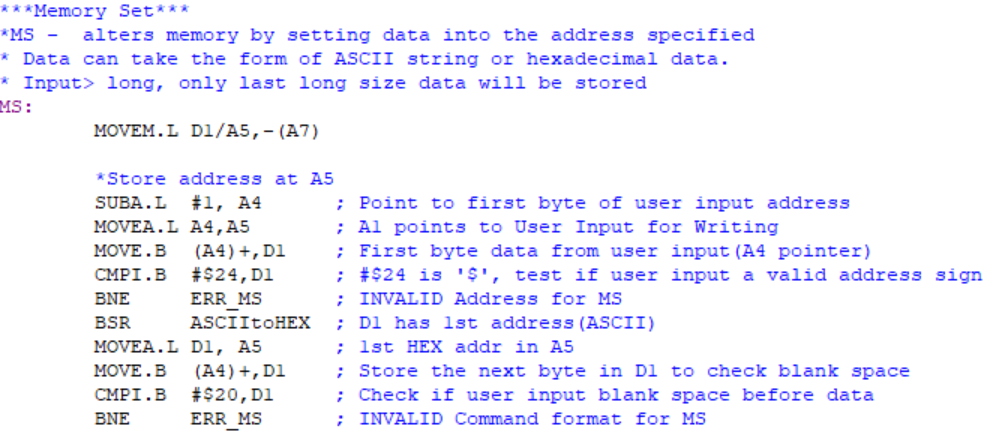 ***Memory Set***
*MS -  alters memory by setting data into the address specified
* Data can take the form of ASCII string or hexadecimal data.
* Input> long, only last long size data will be stored
MS:
MOVEM.L D1/A5,-(A7)
*Store address at A5
SUBA.L  #1, A4      ; Point to first byte of user input address
MOVEA.L A4,A5       ; A1 points to User Input for Writing
MOVE.B  (A4)+,D1    ; First byte data from user input(A4 pointer)
CMPI.B  #$24,D1     ; #$24 is '$', test if user input a valid address sign
BNE     ERR_MS      ; INVALID Address for MS
BSR     ASCIItoHEX  ; D1 has 1st address(ASCII)
MOVEA.L D1, A5      ; 1st HEX addr in A5
MOVE.B  (A4)+,D1    ; Store the next byte in D1 to check blank space
CMPI.B  #$20,D1     ; Check if user input blank space before data
BNE     ERR_MS      ; INVALID Command format for MS